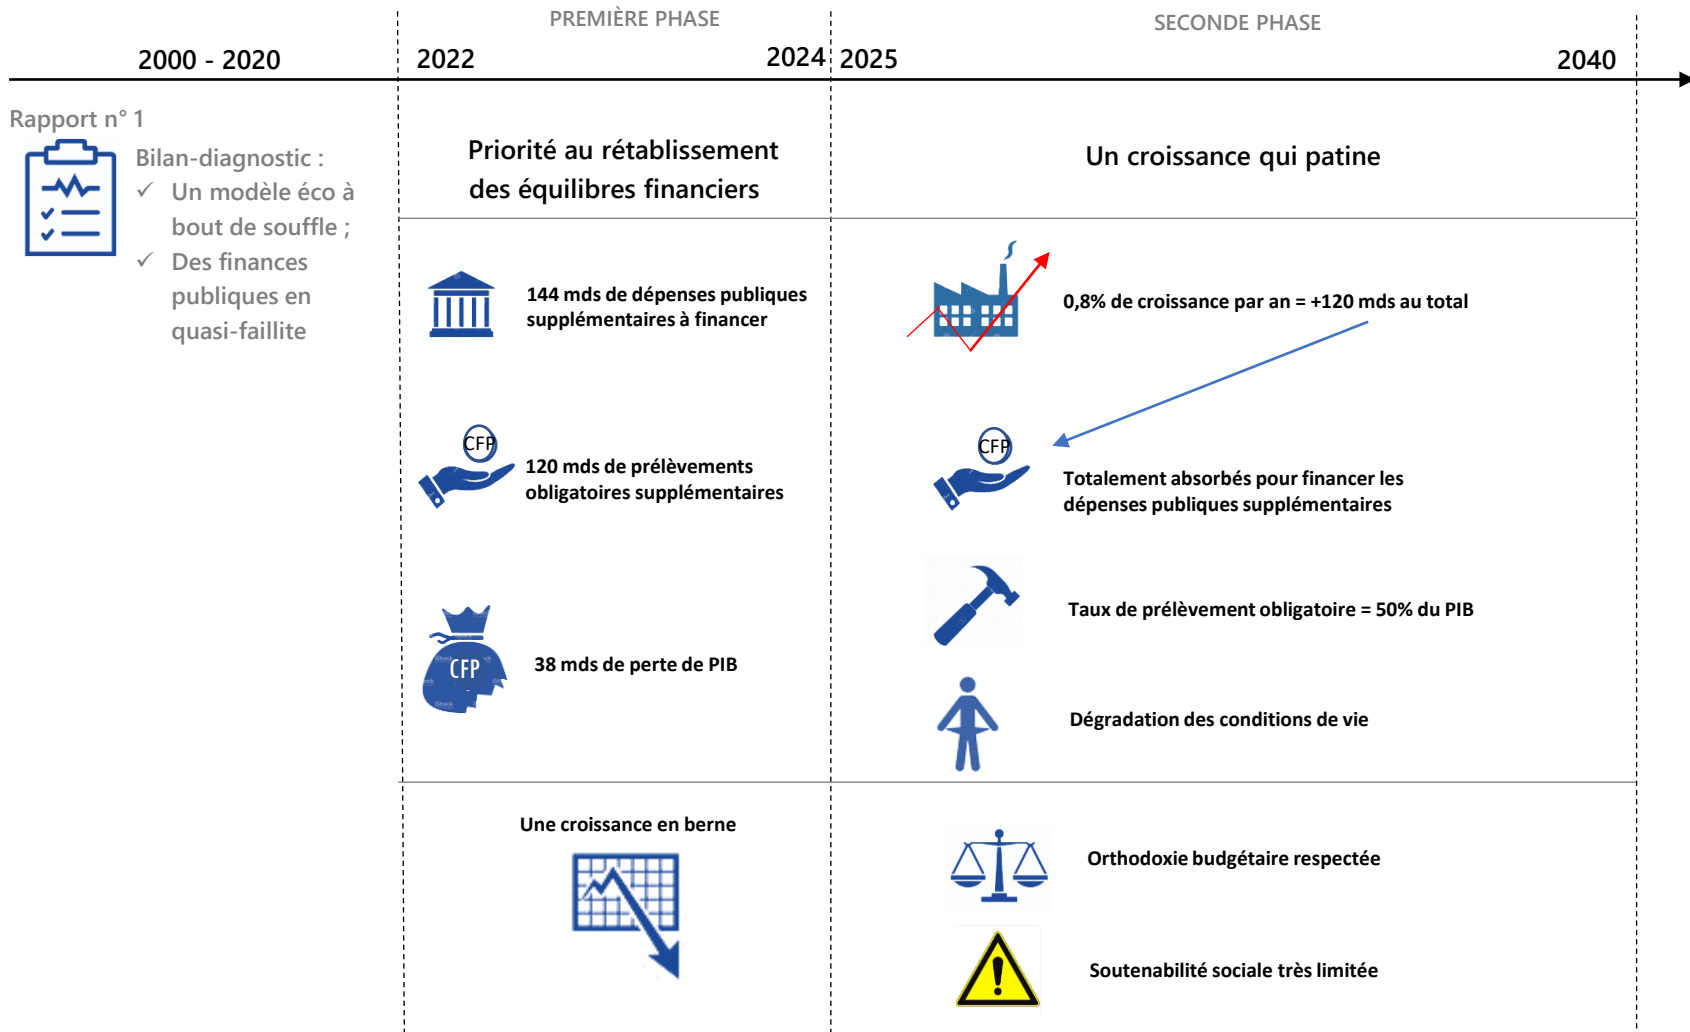 PREMIÈRE PHASE
SECONDE PHASE
2000 - 2020
2022
2024
2025
2040
Rapport n° 1
Bilan-diagnostic :
✓ Un modèle éco à
bout de souffle ;
✓ Des finances
publiques en
quasi-faillite
Priorité au rétablissement
des équilibres financiers
144 mds de dépenses publiques
supplémentaires à financer
CFP
120 mds de prélèvements
obligatoires supplémentaires
CFP
38 mds de perte de PIB
Une croissance en berne
Un croissance qui patine
0,8% de croissance par an = +120 mds au total
CFP
Totalement absorbés pour financer les
dépenses publiques supplémentaires
Taux de prélèvement obligatoire = 50% du PIB
Dégradation des conditions de vie
Orthodoxie budgétaire respectée
Soutenabilité sociale très limitée